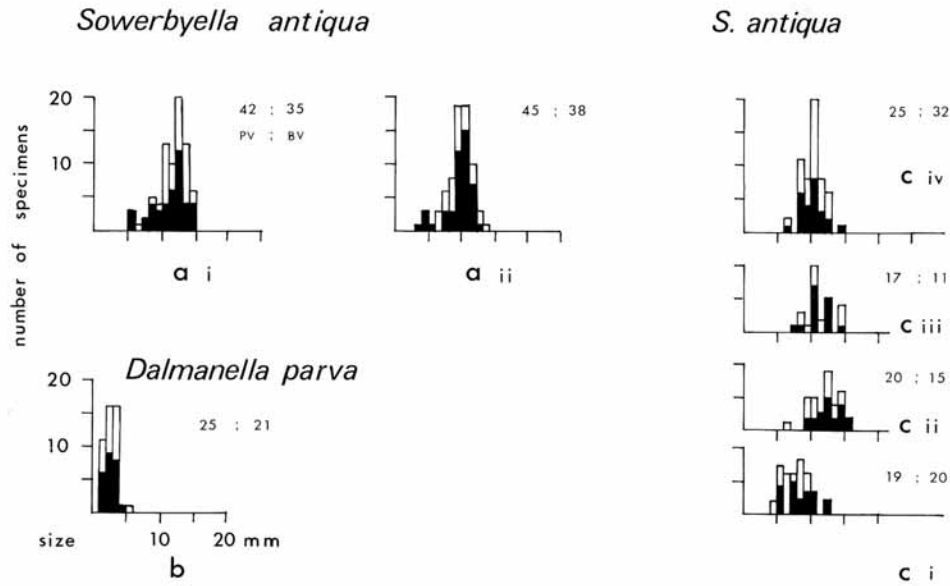 Sowerbyella antiqua
S. antiqua
number of specimens
20
10
42 : 35
PV ; BV
a i
45 ; 38
a ii
25 : 32
C iv
17 : 11
C iii
20 ; 15
C ii
19 : 20
C i
Dalmanella parva
20
10
25 : 21
size 10 20 mm
b